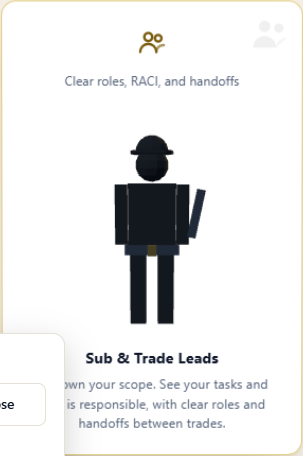 Clear roles, RACI, and handoffs
Sub & Trade Leads
own your scope. See your tasks and
is responsible, with clear roles and
handoffs between trades.